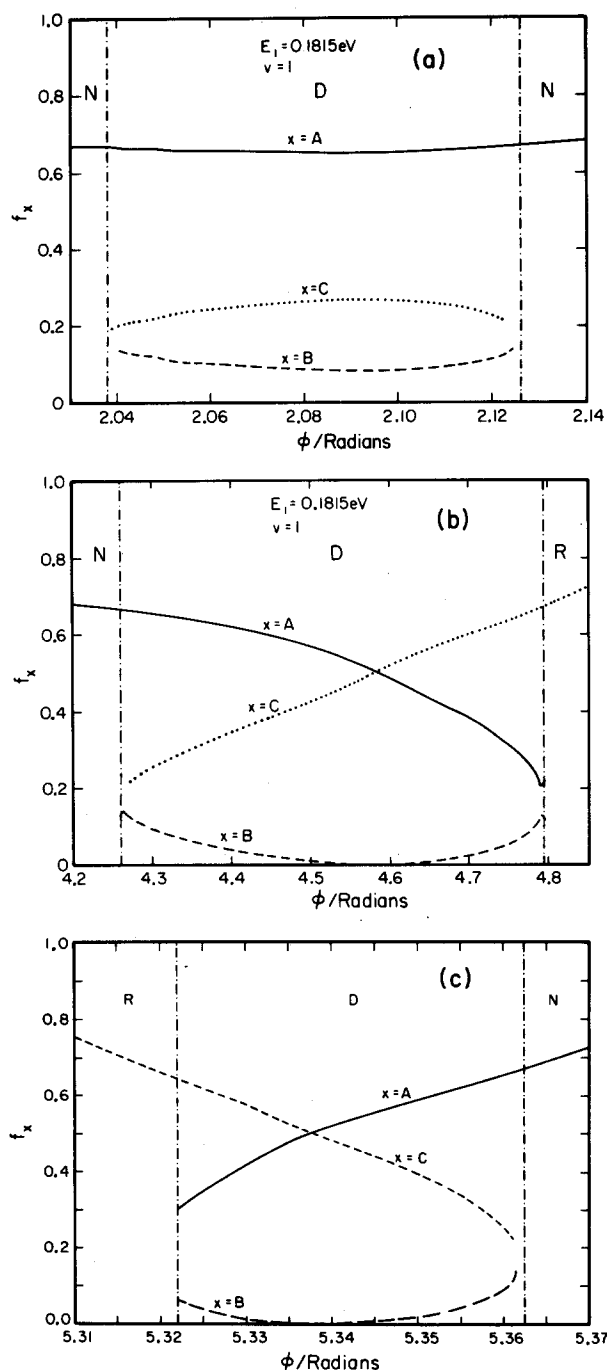 E₁ = 0.1815eV
v = 1
(a)
N
D
N
x=A
x=C
x=B
1.0
0.8
0.6
0.4
0.2
0
f_x
2.04
2.06
2.08
2.10
2.12
2.14
ϕ/Radians
E₁ = 0.1815eV
v = 1
(b)
N
D
R
x=A
x=C
x=B
1.0
0.8
0.6
0.4
0.2
0
f_x
4.2
4.3
4.4
4.5
4.6
4.7
4.8
ϕ/Radians
(c)
R
D
N
x=A
x=C
x=B
1.0
0.8
0.6
0.4
0.2
0.0
f_x
5.31
5.32
5.33
5.34
5.35
5.36
5.37
ϕ/Radians